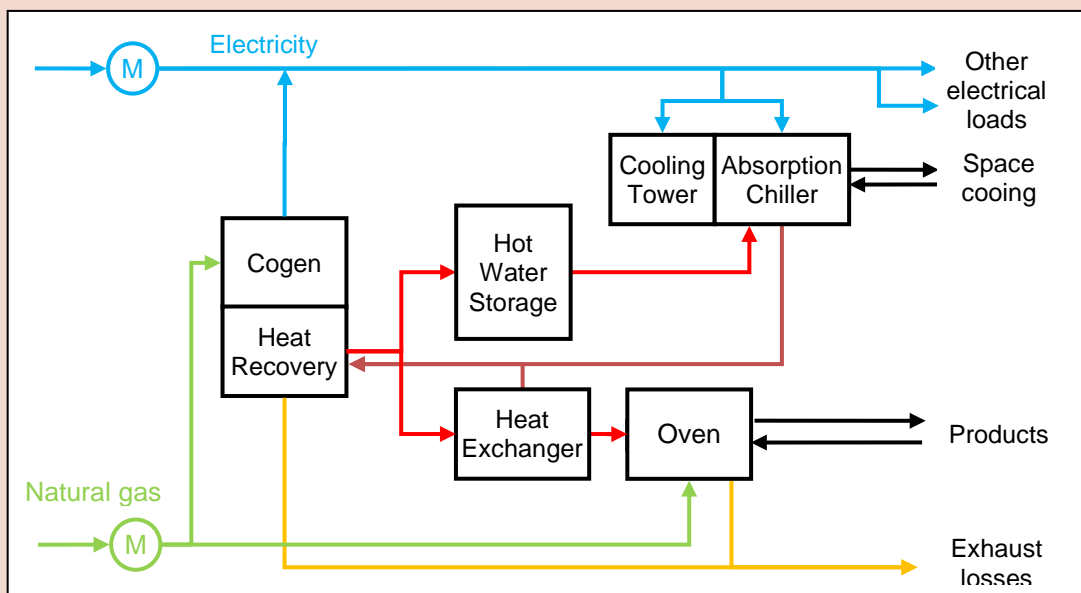 Electricity
M
Other
electrical
loads
Cooling
Tower
Absorption
Chiller
Space
cooing
Cogen
Hot
Water
Storage
Heat
Recovery
Heat
Exchanger
Oven
Products
Natural gas
M
Exhaust
losses